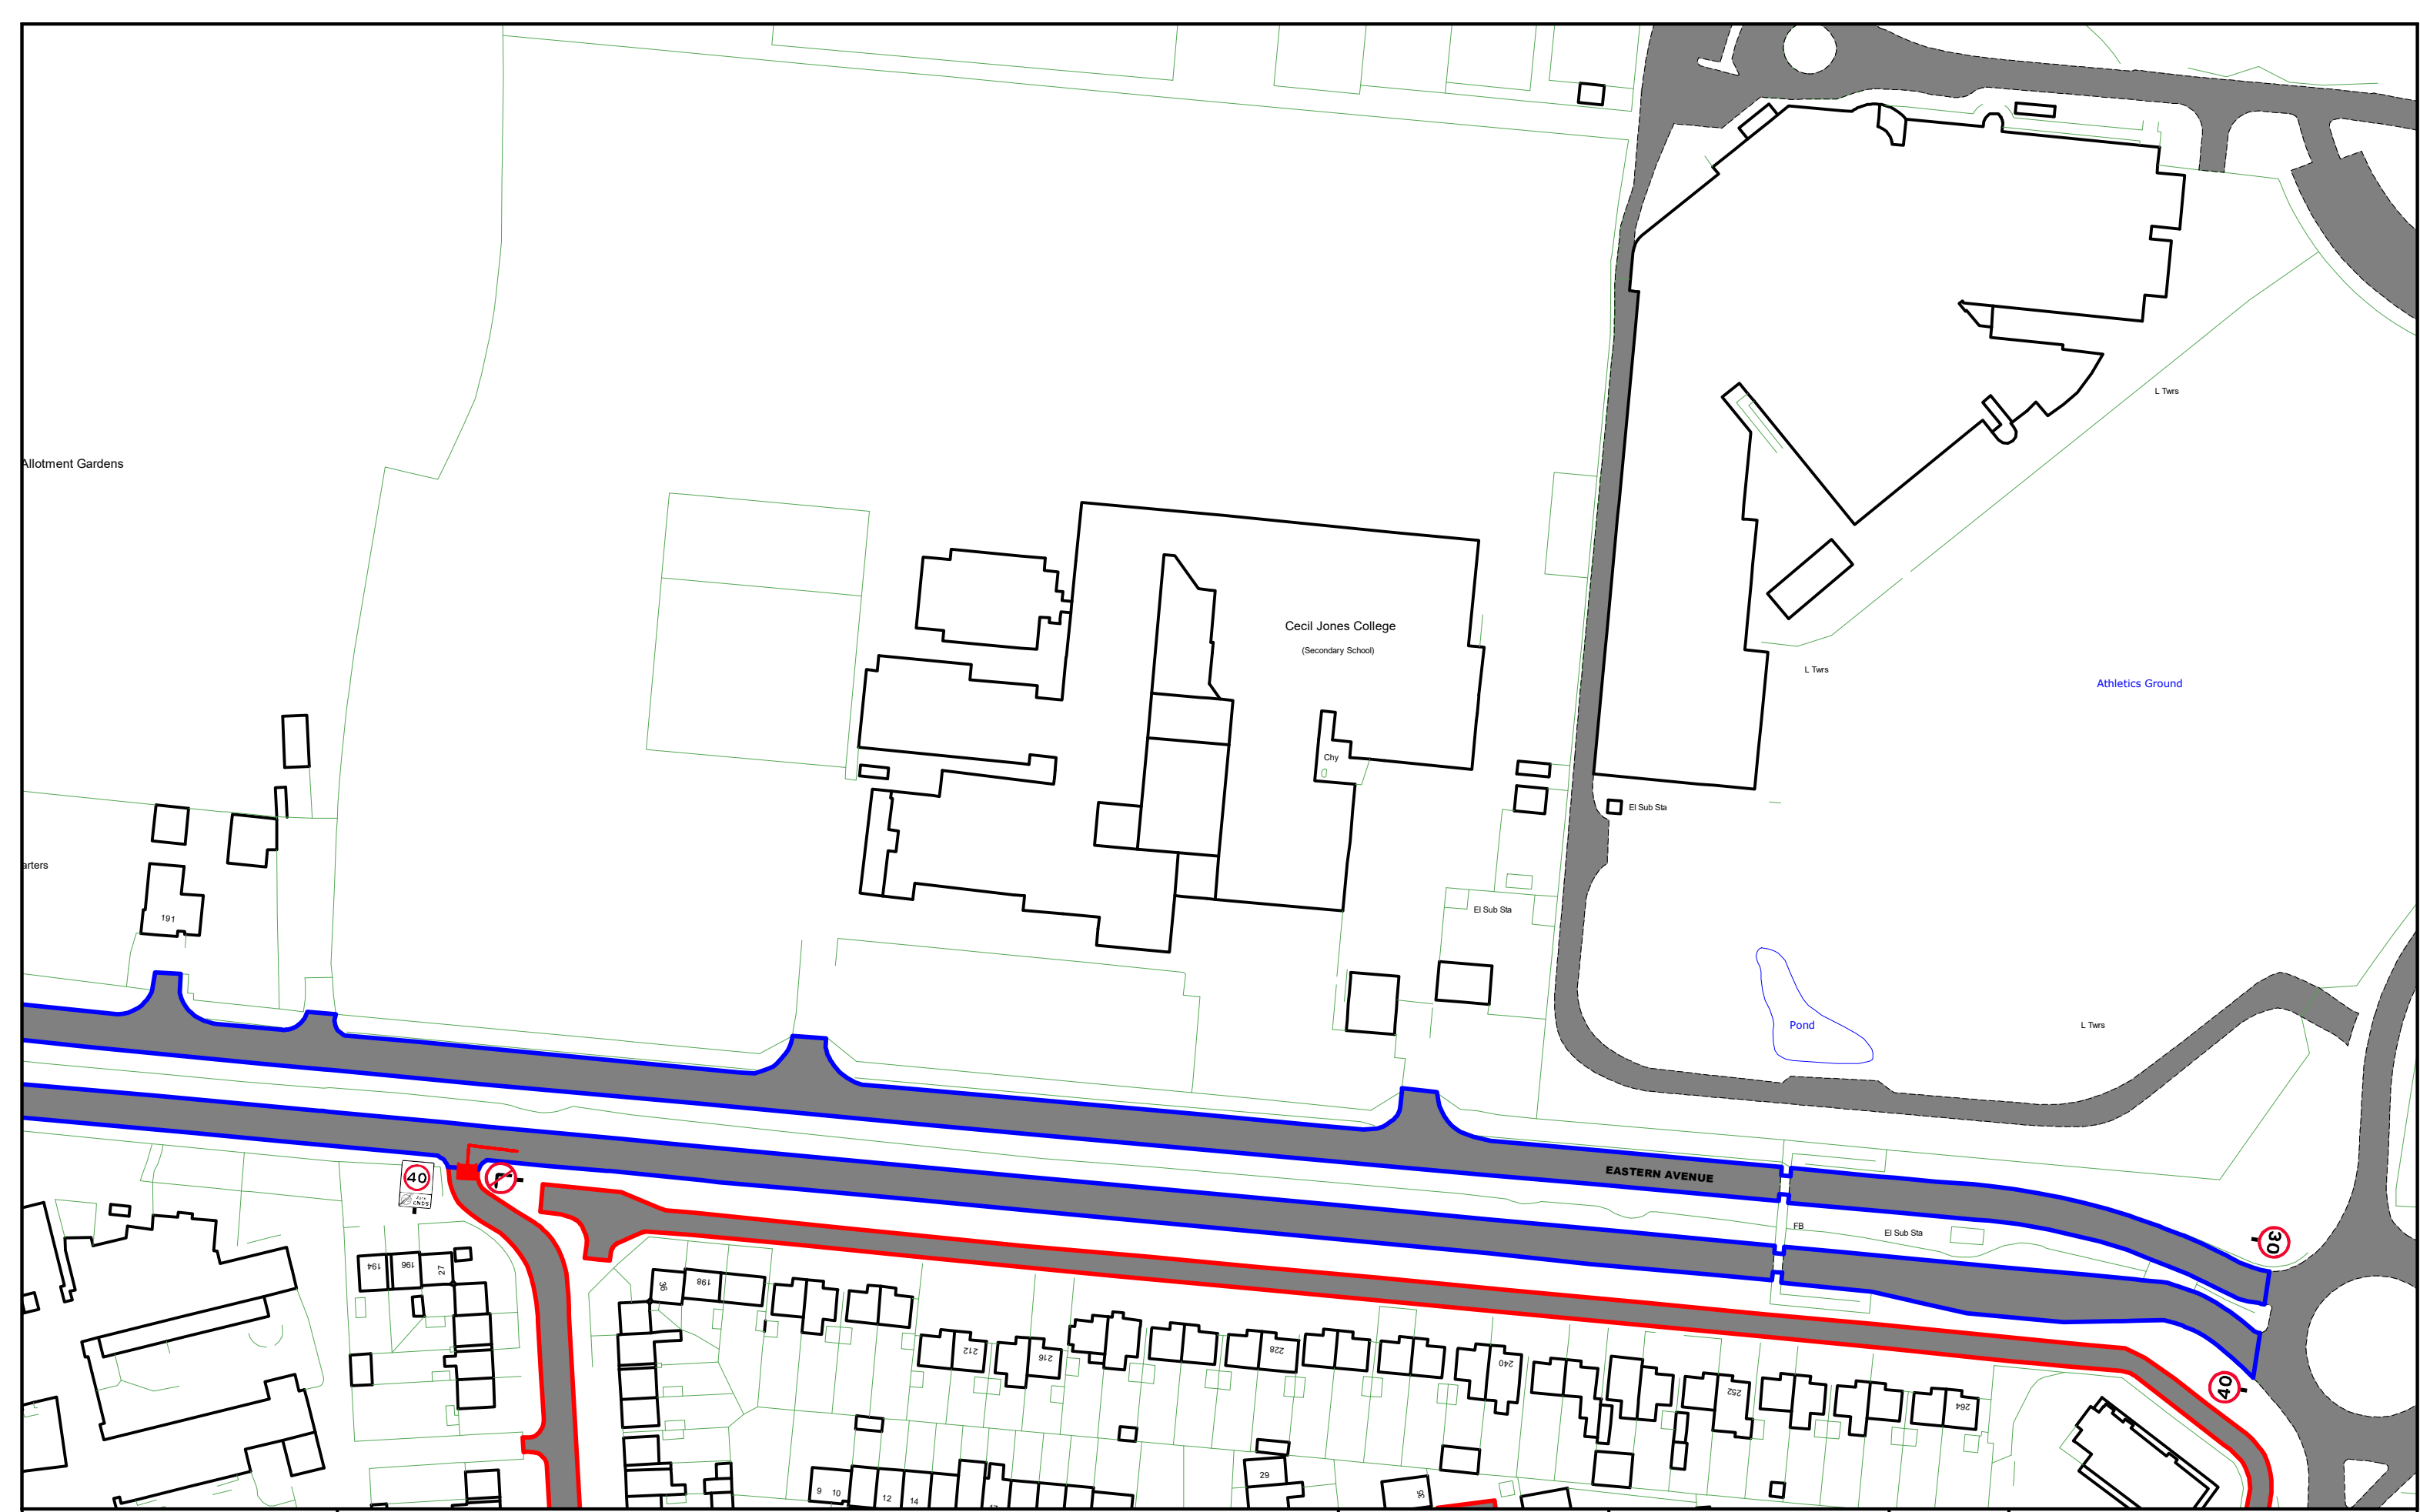 L Twrs
Allotment Gardens
Cecil Jones College
(Secondary School)
L Twrs
Athletics Ground
Chy
El Sub Sta
arters
El Sub Sta
191
Pond
L Twrs
EASTERN AVENUE
40
FB
El Sub Sta
30
194
196
27
36
198
212
216
228
240
252
264
40
29
9
10
12
14
35